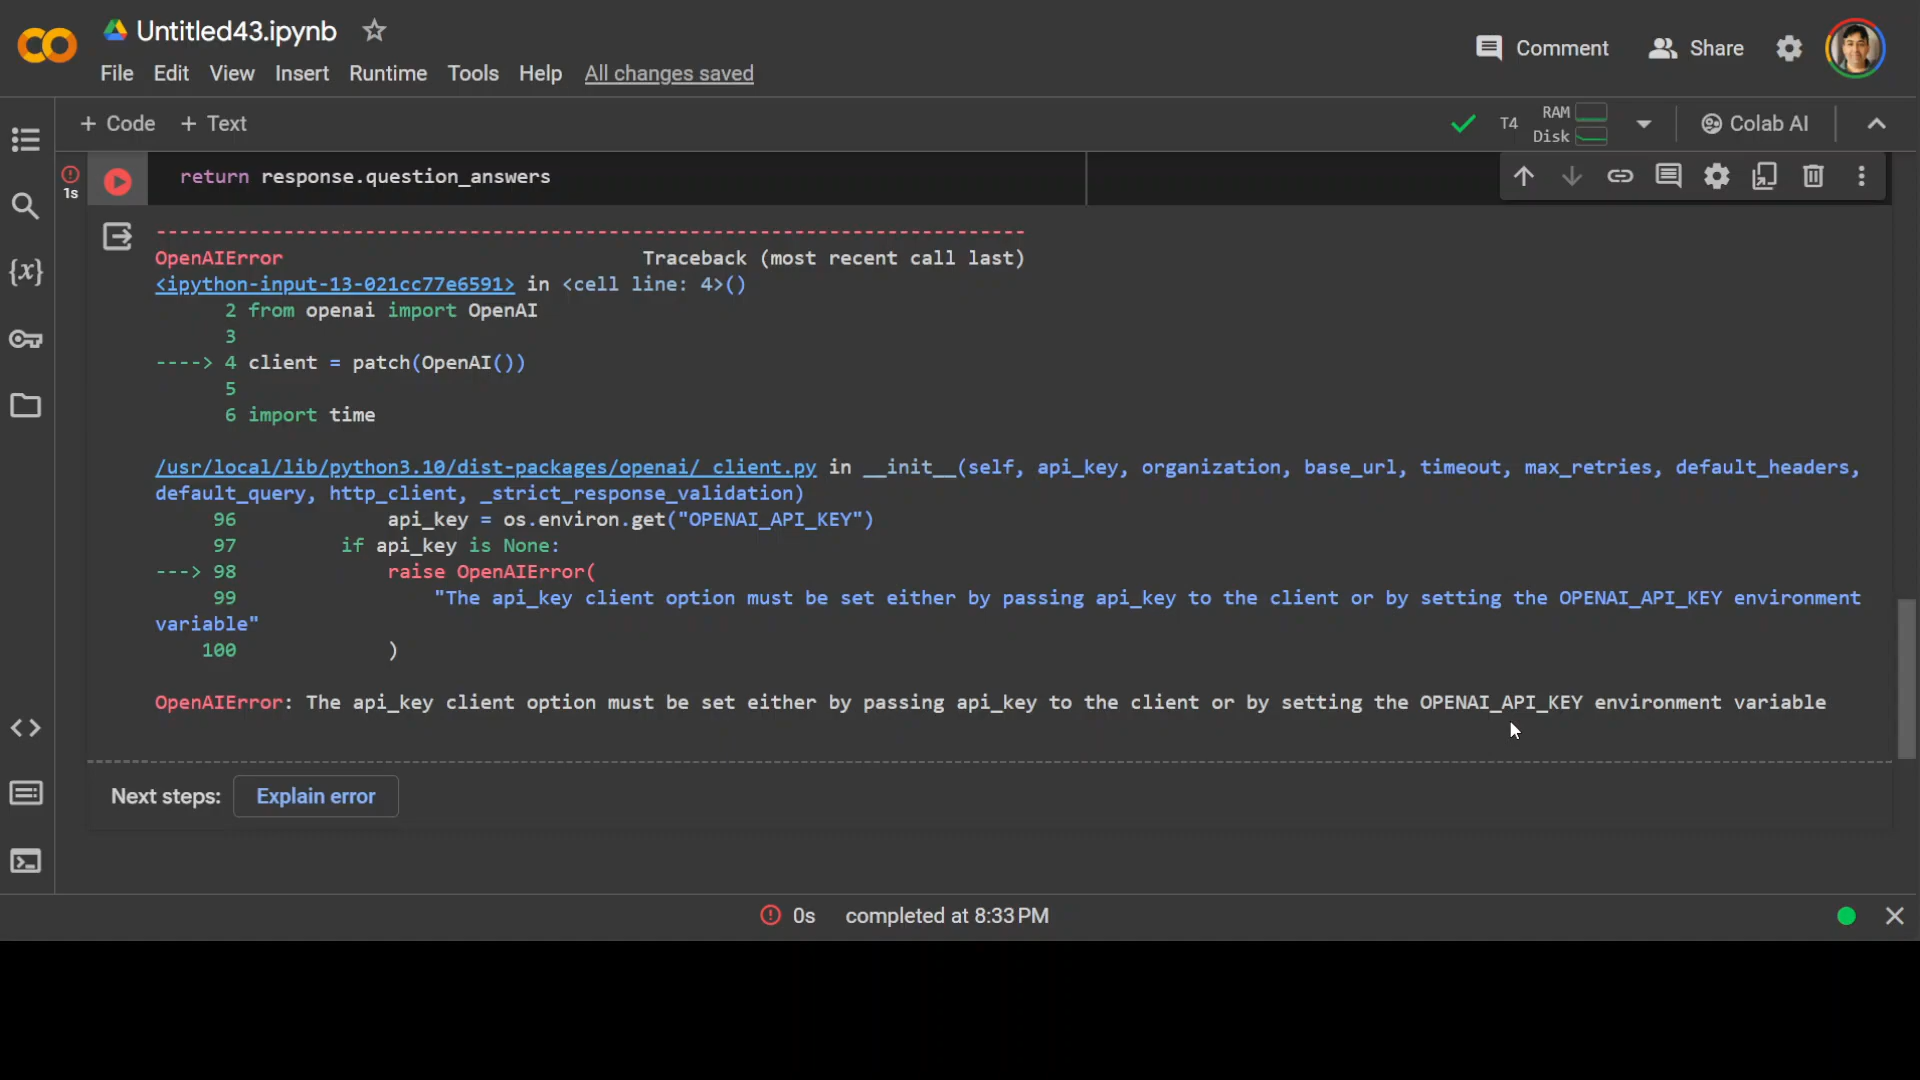 Untitled43.ipynb
File Edit View Insert Runtime Tools Help All changes saved
Comment
Share
+ Code + Text
T4
RAM
Disk
Colab AI
1s
return response.question_answers
---------------------------------------------------------------------------
OpenAIError                               Traceback (most recent call last)
<ipython-input-13-021cc77e6591> in <cell line: 4>()
      2 from openai import OpenAI
      3
----> 4 client = patch(OpenAI())
      5
      6 import time
/usr/local/lib/python3.10/dist-packages/openai/_client.py in __init__(self, api_key, organization, base_url, timeout, max_retries, default_headers,
default_query, http_client, _strict_response_validation)
     96             api_key = os.environ.get("OPENAI_API_KEY")
     97         if api_key is None:
---> 98             raise OpenAIError(
     99                 "The api_key client option must be set either by passing api_key to the client or by setting the OPENAI_API_KEY environment
variable"
    100             )
OpenAIError: The api_key client option must be set either by passing api_key to the client or by setting the OPENAI_API_KEY environment variable
Next steps: Explain error
0s completed at 8:33 PM